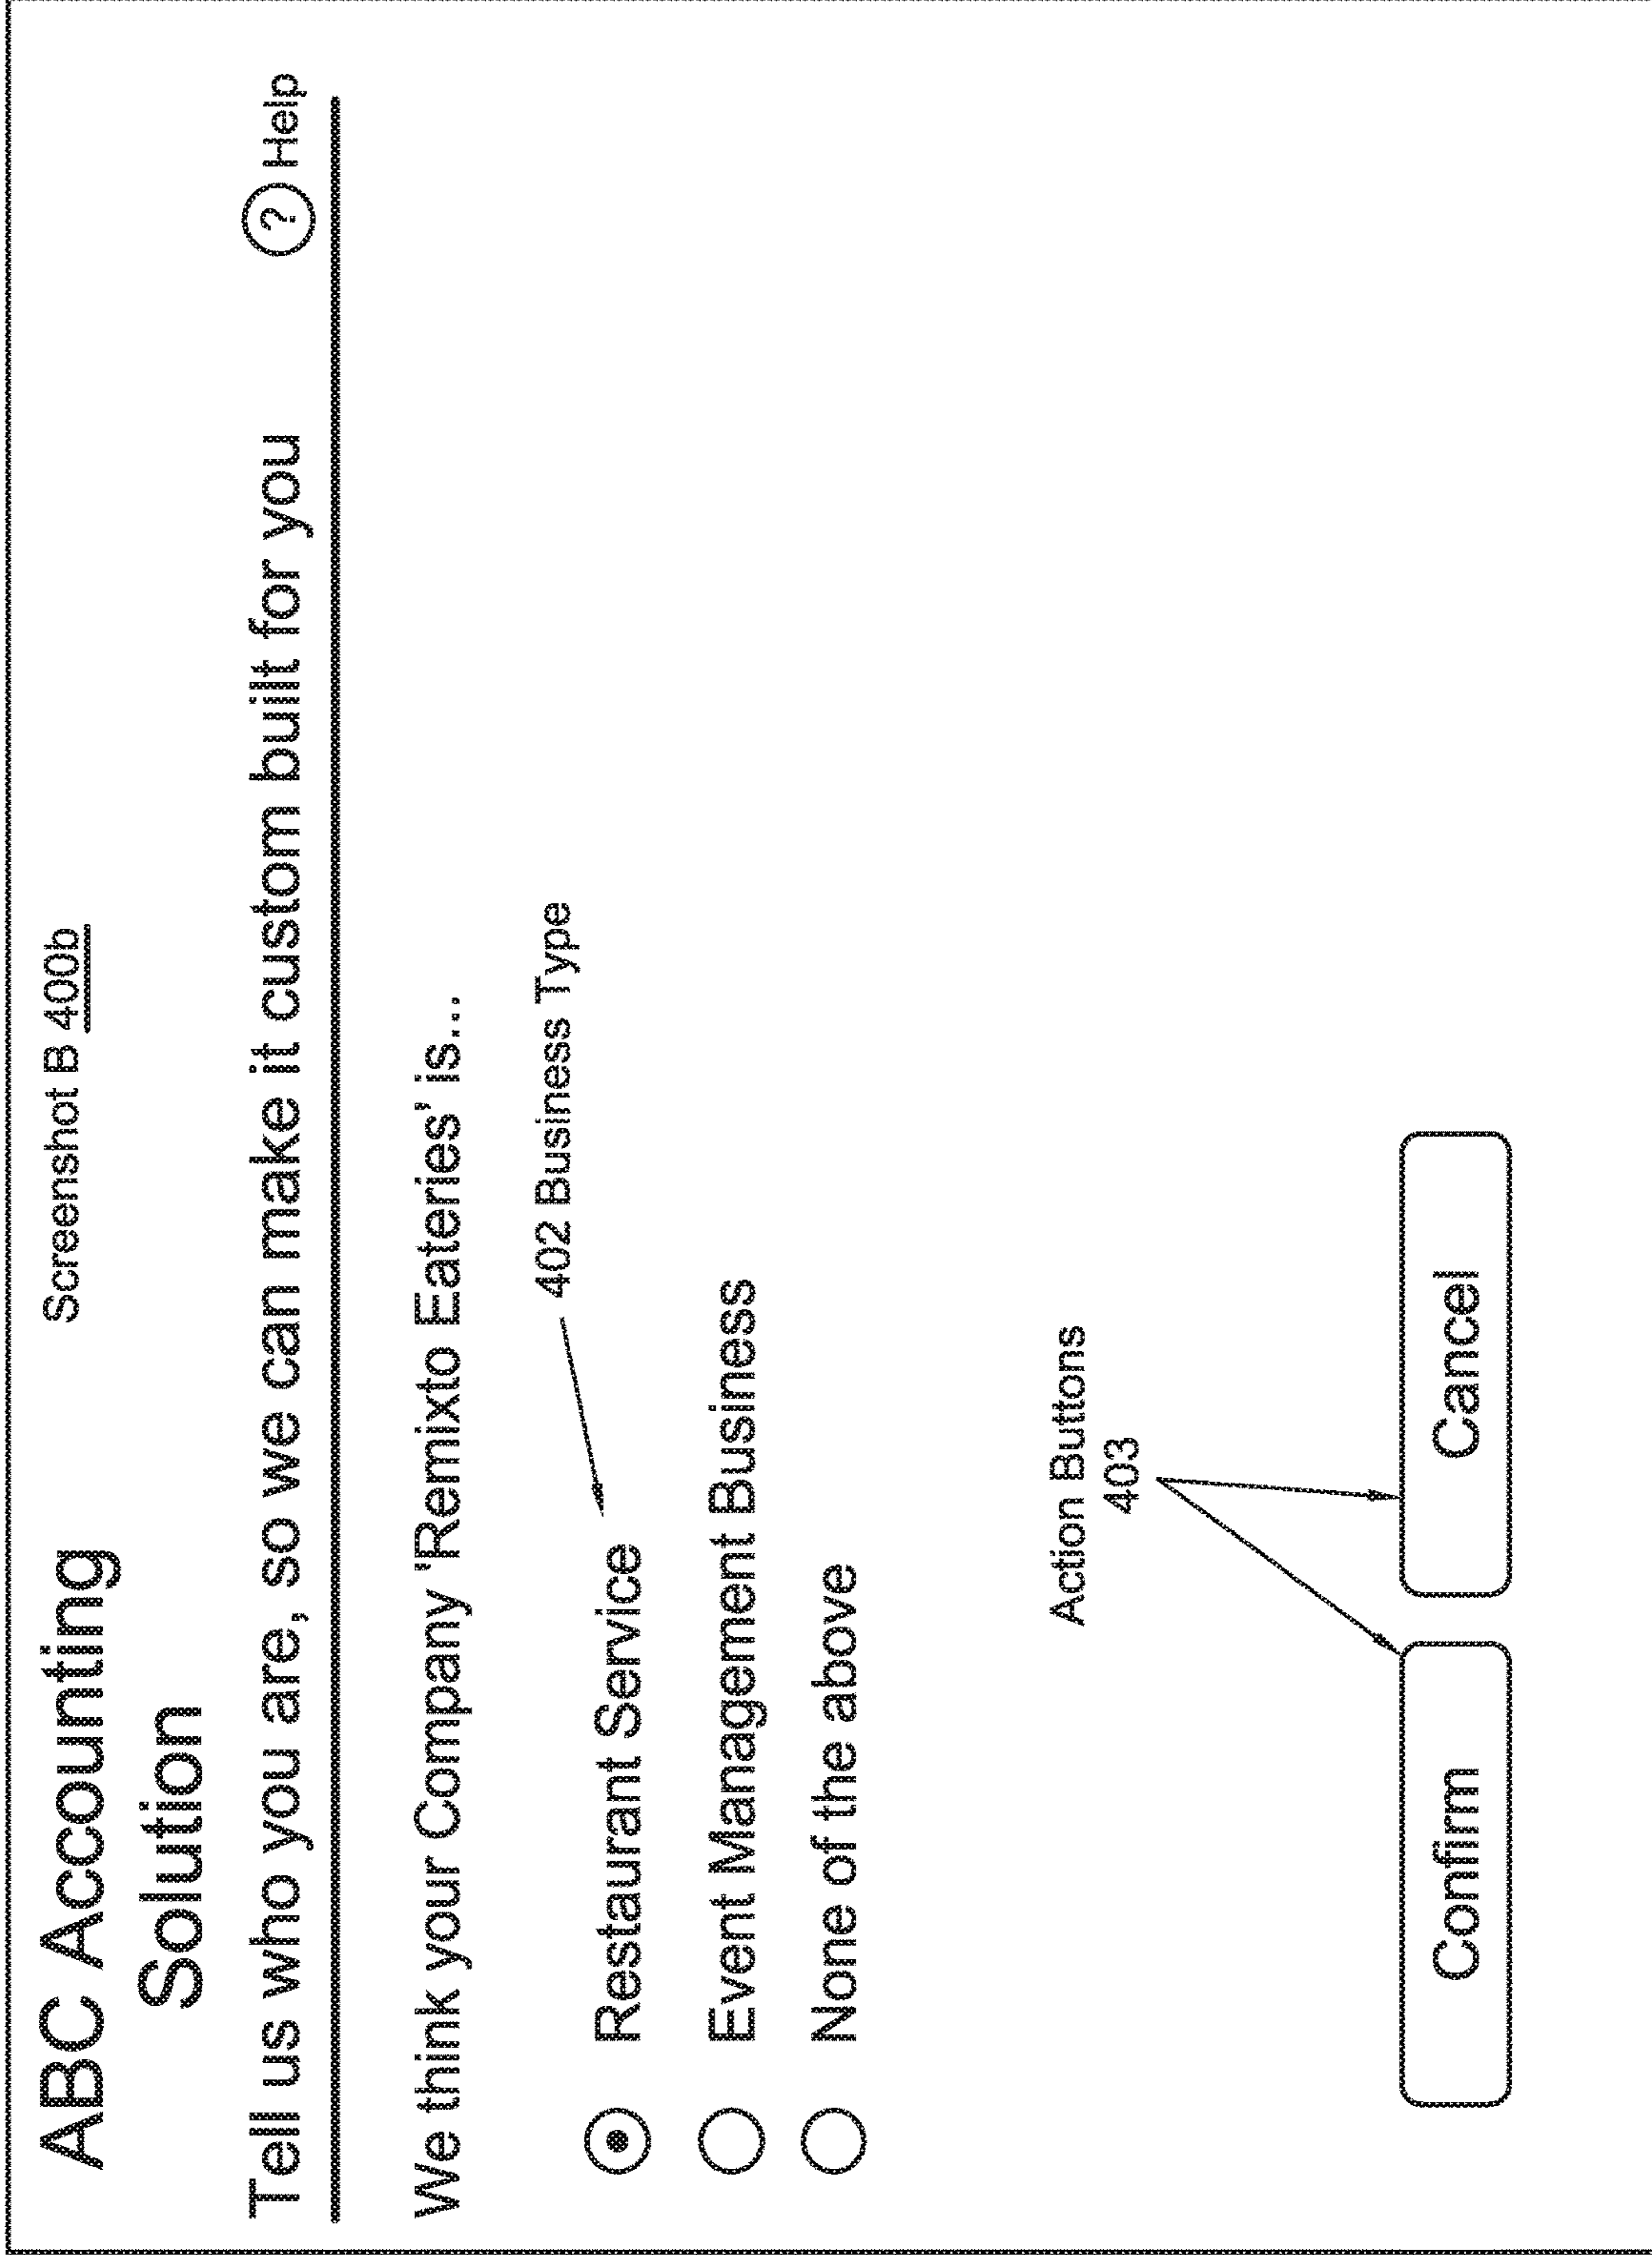 ABC Accounting
Solution
Screenshot B 400b
Tell us who you are, so we can make it custom built for you
? Help
We think your Company 'Remixto Eateries' is...
402 Business Type
Restaurant Service
Event Management Business
None of the above
Action Buttons
403
Confirm
Cancel